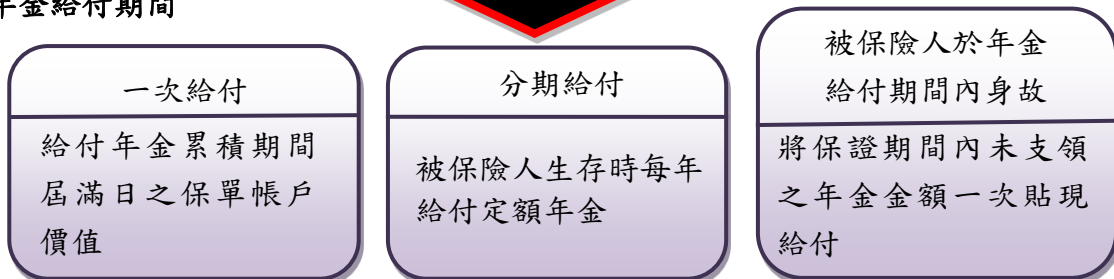 年金給付期間
一次給付
給付年金累積期間
屆滿日之保單帳戶
價值
分期給付
被保險人生存時每年
給付定額年金
被保險人於年金
給付期間內身故
將保證期間內未支領
之年金金額一次貼現
給付